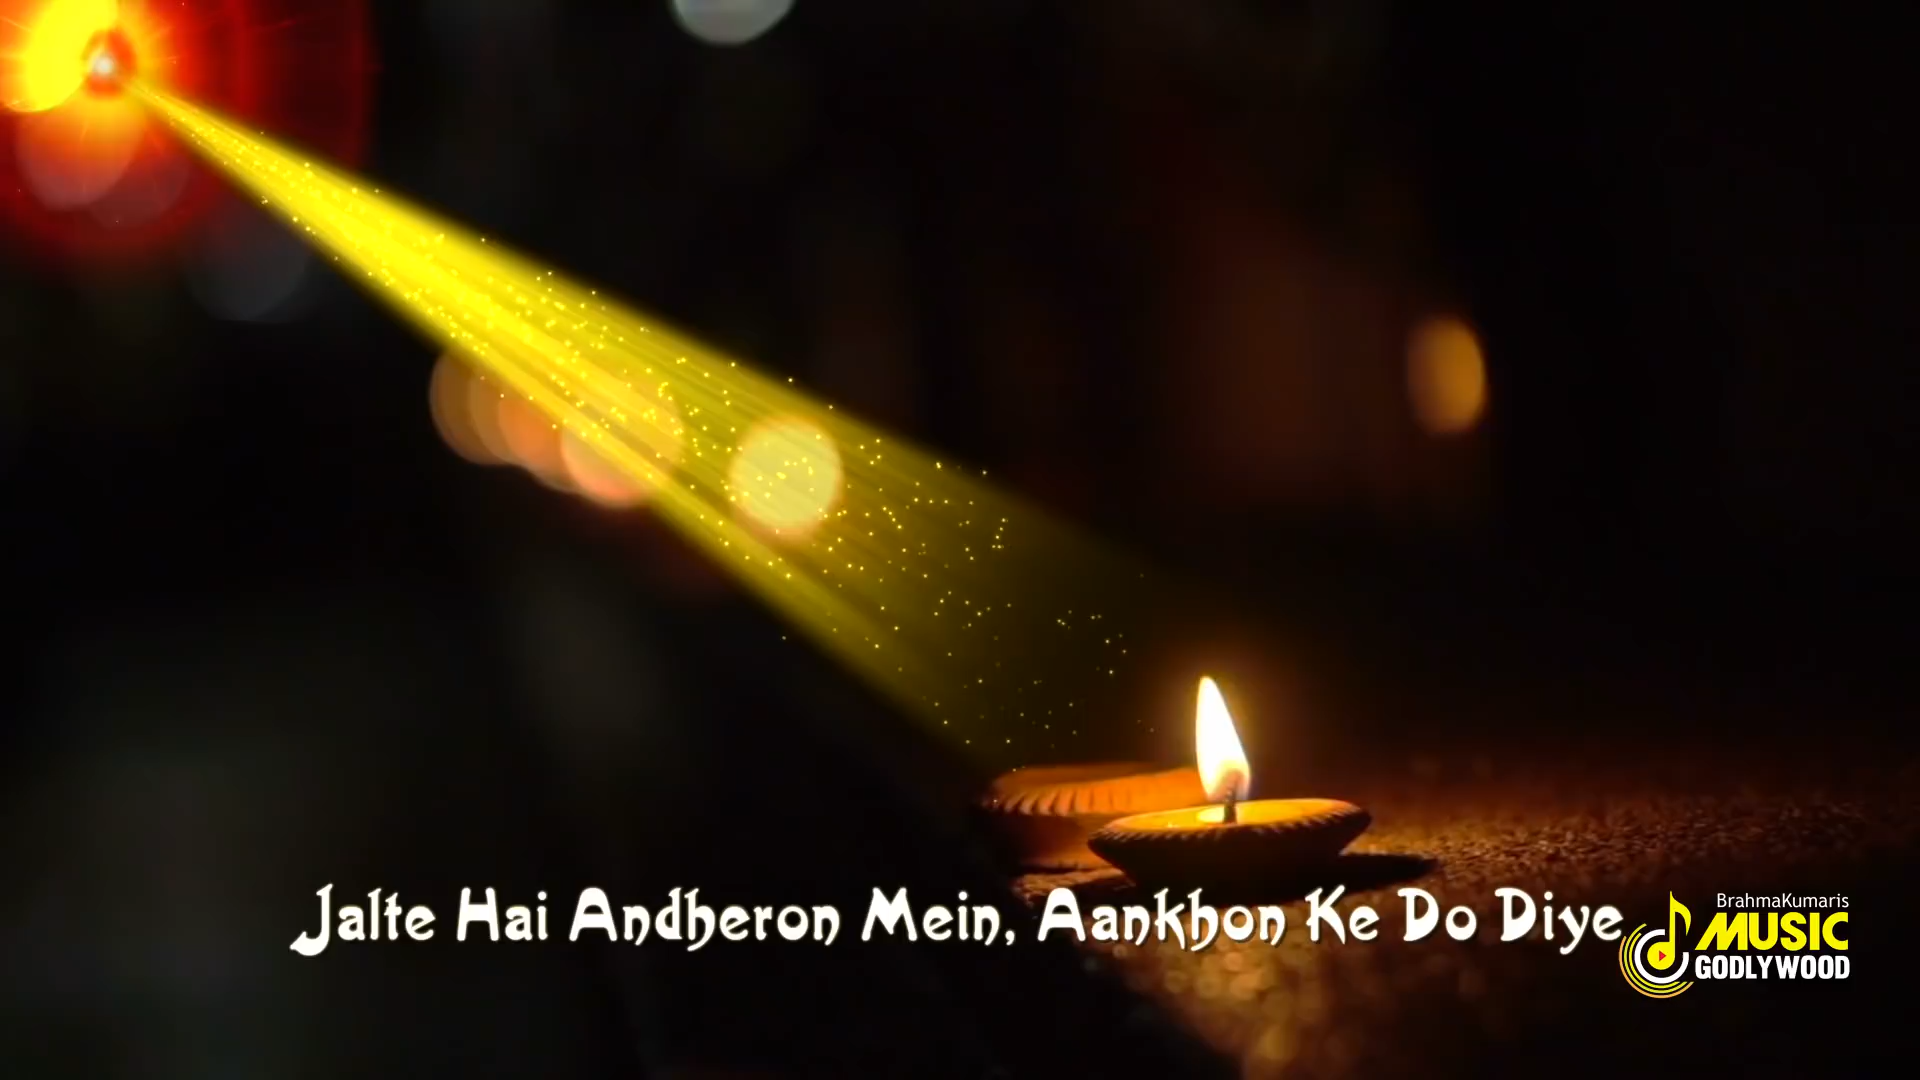 Jalte Hai Andheron Mein, Aankhon Ke Do Diye
BrahmaKumaris
MUSIC
GODLYWOOD